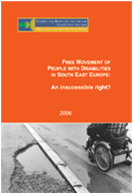 FREE MOVEMENT OF
PEOPLE WITH DISABILITIES
IN SOUTH EAST EUROPE:
An inaccessible right?
2006